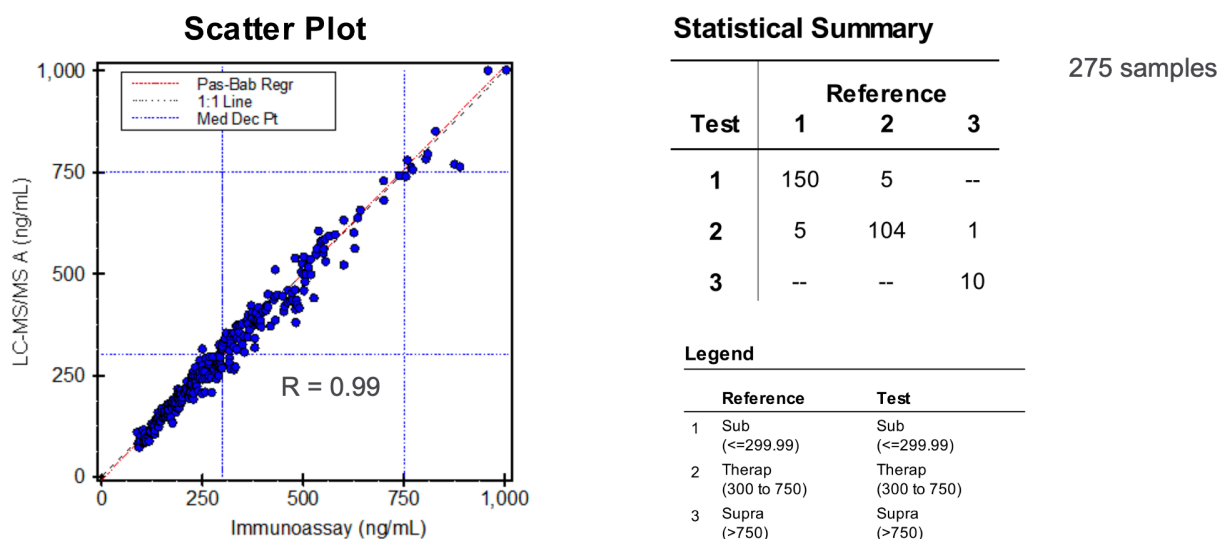 Scatter Plot
1,000
750
500
250
0
LC-MS/MS A (ng/mL)
Pas-Bab Regr
1:1 Line
Med Dec Pt
R = 0.99
0 250 500 750 1,000
Immunoassay (ng/mL)
Statistical Summary
Reference
Test 1 2 3
1 150 5 --
2 5 104 1
3 -- -- 10
275 samples
Legend
Reference Test
1 Sub Sub
(<=299.99) (<=299.99)
2 Therap Therap
(300 to 750) (300 to 750)
3 Supra Supra
(>750) (>750)